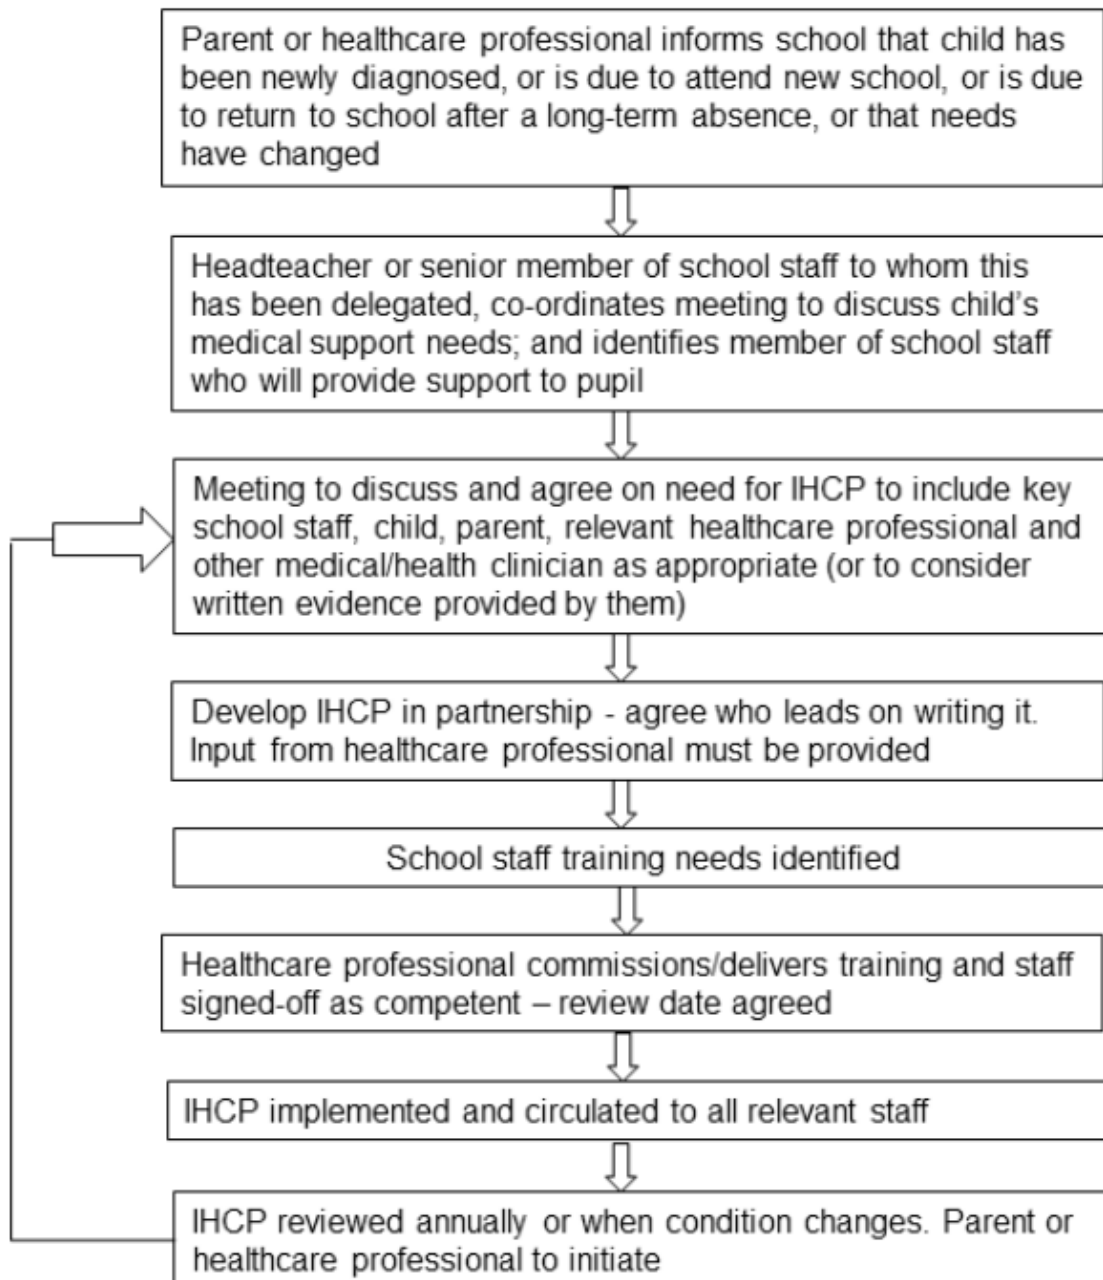 Parent or healthcare professional informs school that child has
been newly diagnosed, or is due to attend new school, or is due
to return to school after a long-term absence, or that needs
have changed
Headteacher or senior member of school staff to whom this
has been delegated, co-ordinates meeting to discuss child's
medical support needs; and identifies member of school staff
who will provide support to pupil
Meeting to discuss and agree on need for IHCP to include key
school staff, child, parent, relevant healthcare professional and
other medical/health clinician as appropriate (or to consider
written evidence provided by them)
Develop IHCP in partnership - agree who leads on writing it.
Input from healthcare professional must be provided
School staff training needs identified
Healthcare professional commissions/delivers training and staff
signed-off as competent – review date agreed
IHCP implemented and circulated to all relevant staff
IHCP reviewed annually or when condition changes. Parent or
healthcare professional to initiate